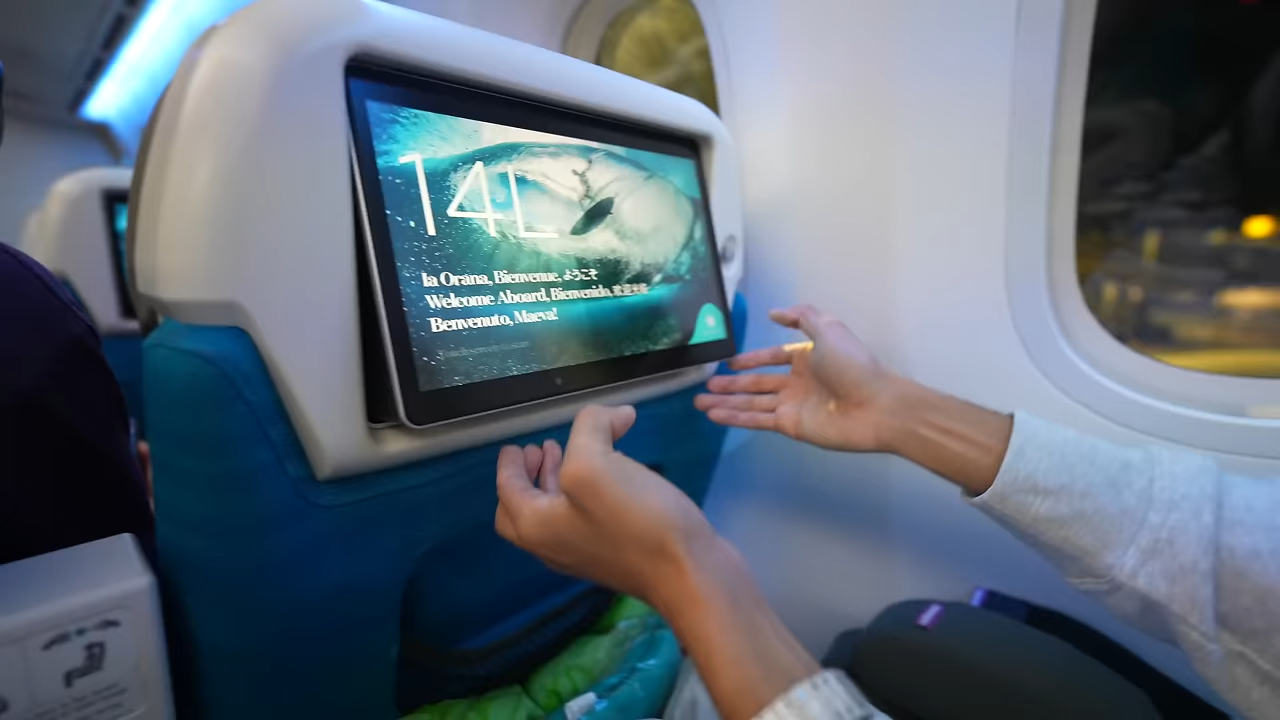 14L
Ia Orana, Bienvenue, ようこそ
Welcome Aboard, Bienvenido,
Benvenuto, Maeva!